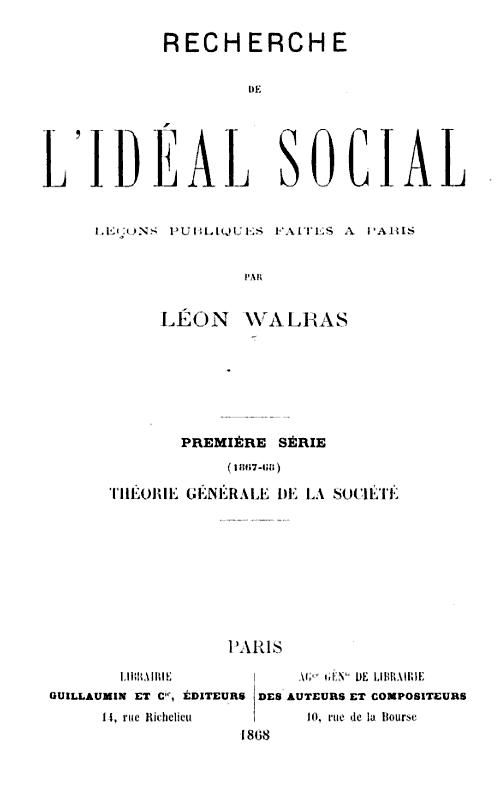 RECHERCHE
DE
L'IDÉAL SOCIAL
LEÇONS PUBLIQUES FAITES A PARIS
PAR
LÉON WALRAS
PREMIÈRE SÉRIE
(1867-68)
THÉORIE GÉNÉRALE DE LA SOCIÉTÉ
PARIS
LIBRAIRIE
GUILLAUMIN ET Cie, ÉDITEURS
14, rue Richelieu
AGce GÉNle DE LIBRAIRIE
DES AUTEURS ET COMPOSITEURS
10, rue de la Bourse
1868